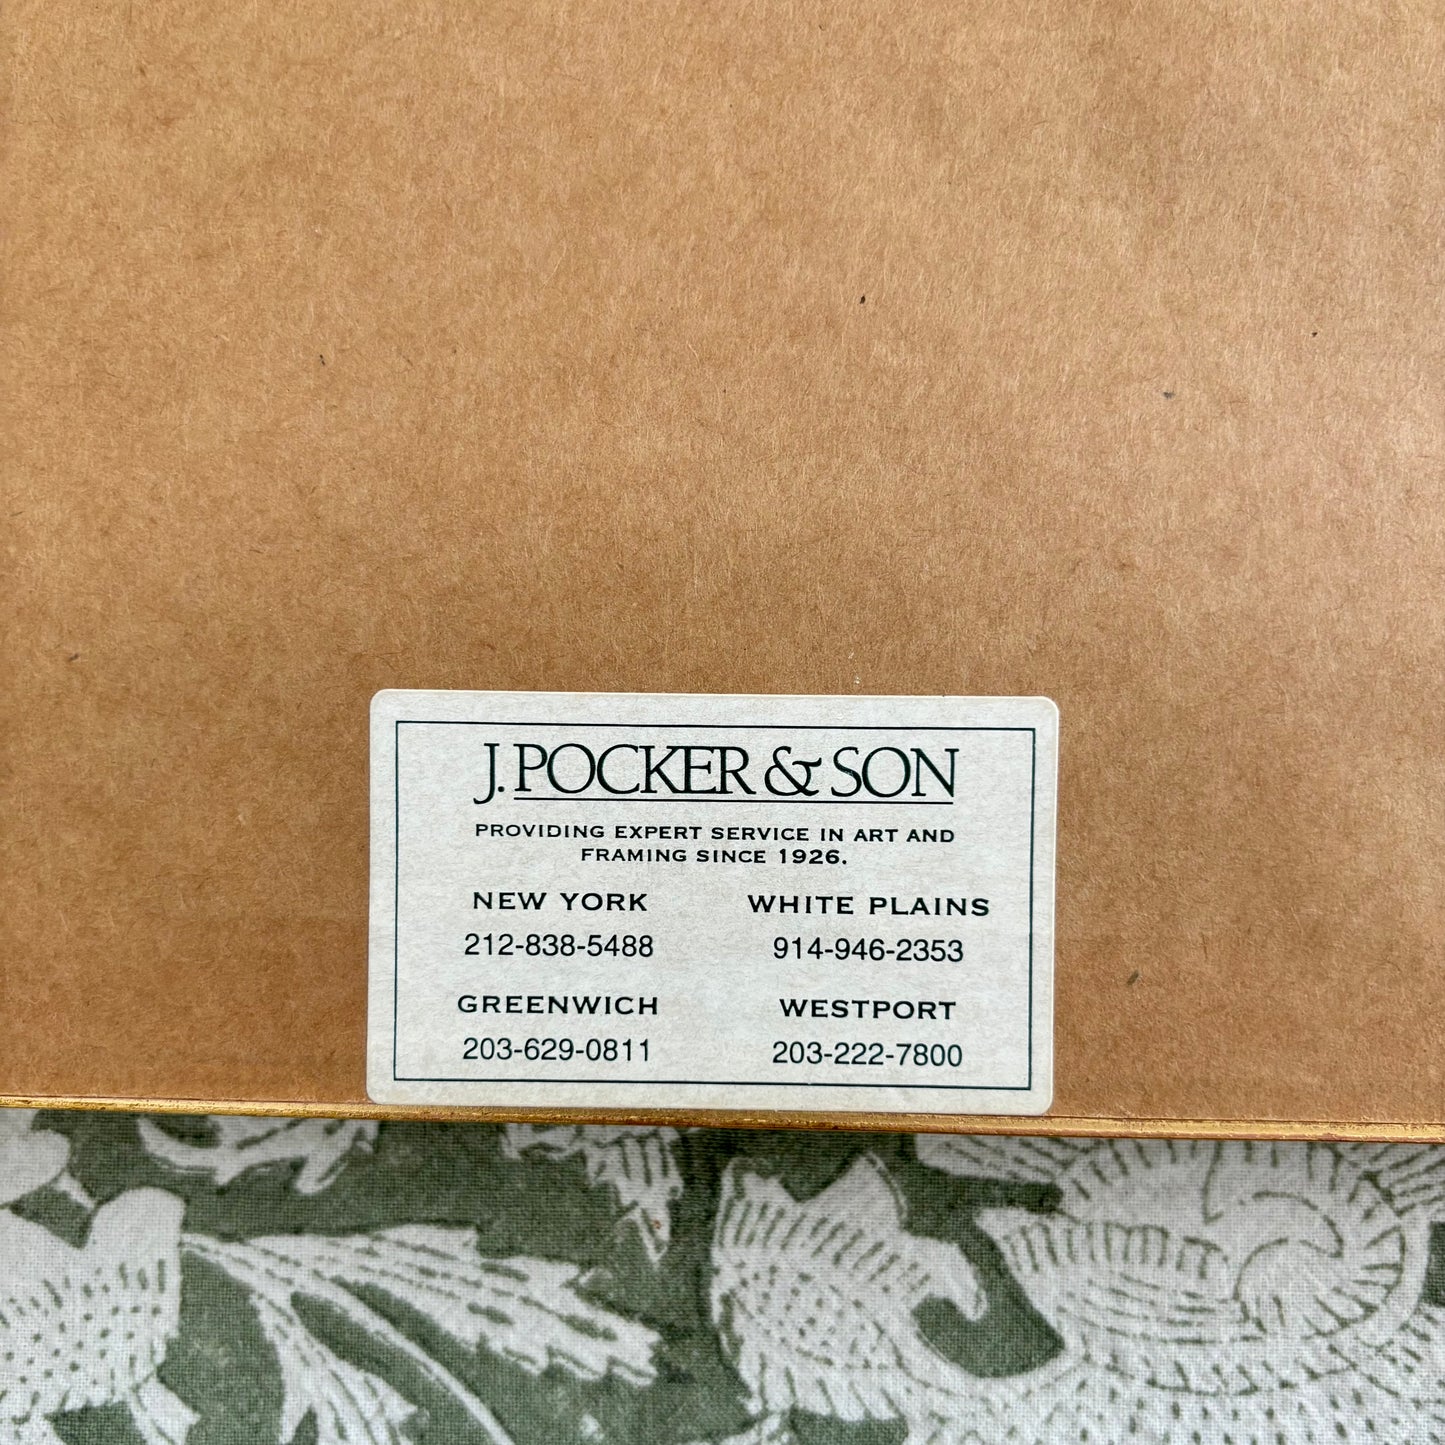 J. POCKER & SON
PROVIDING EXPERT SERVICE IN ART AND
FRAMING SINCE 1926.
NEW YORK WHITE PLAINS
212-838-5488 914-946-2353
GREENWICH WESTPORT
203-629-0811 203-222-7800